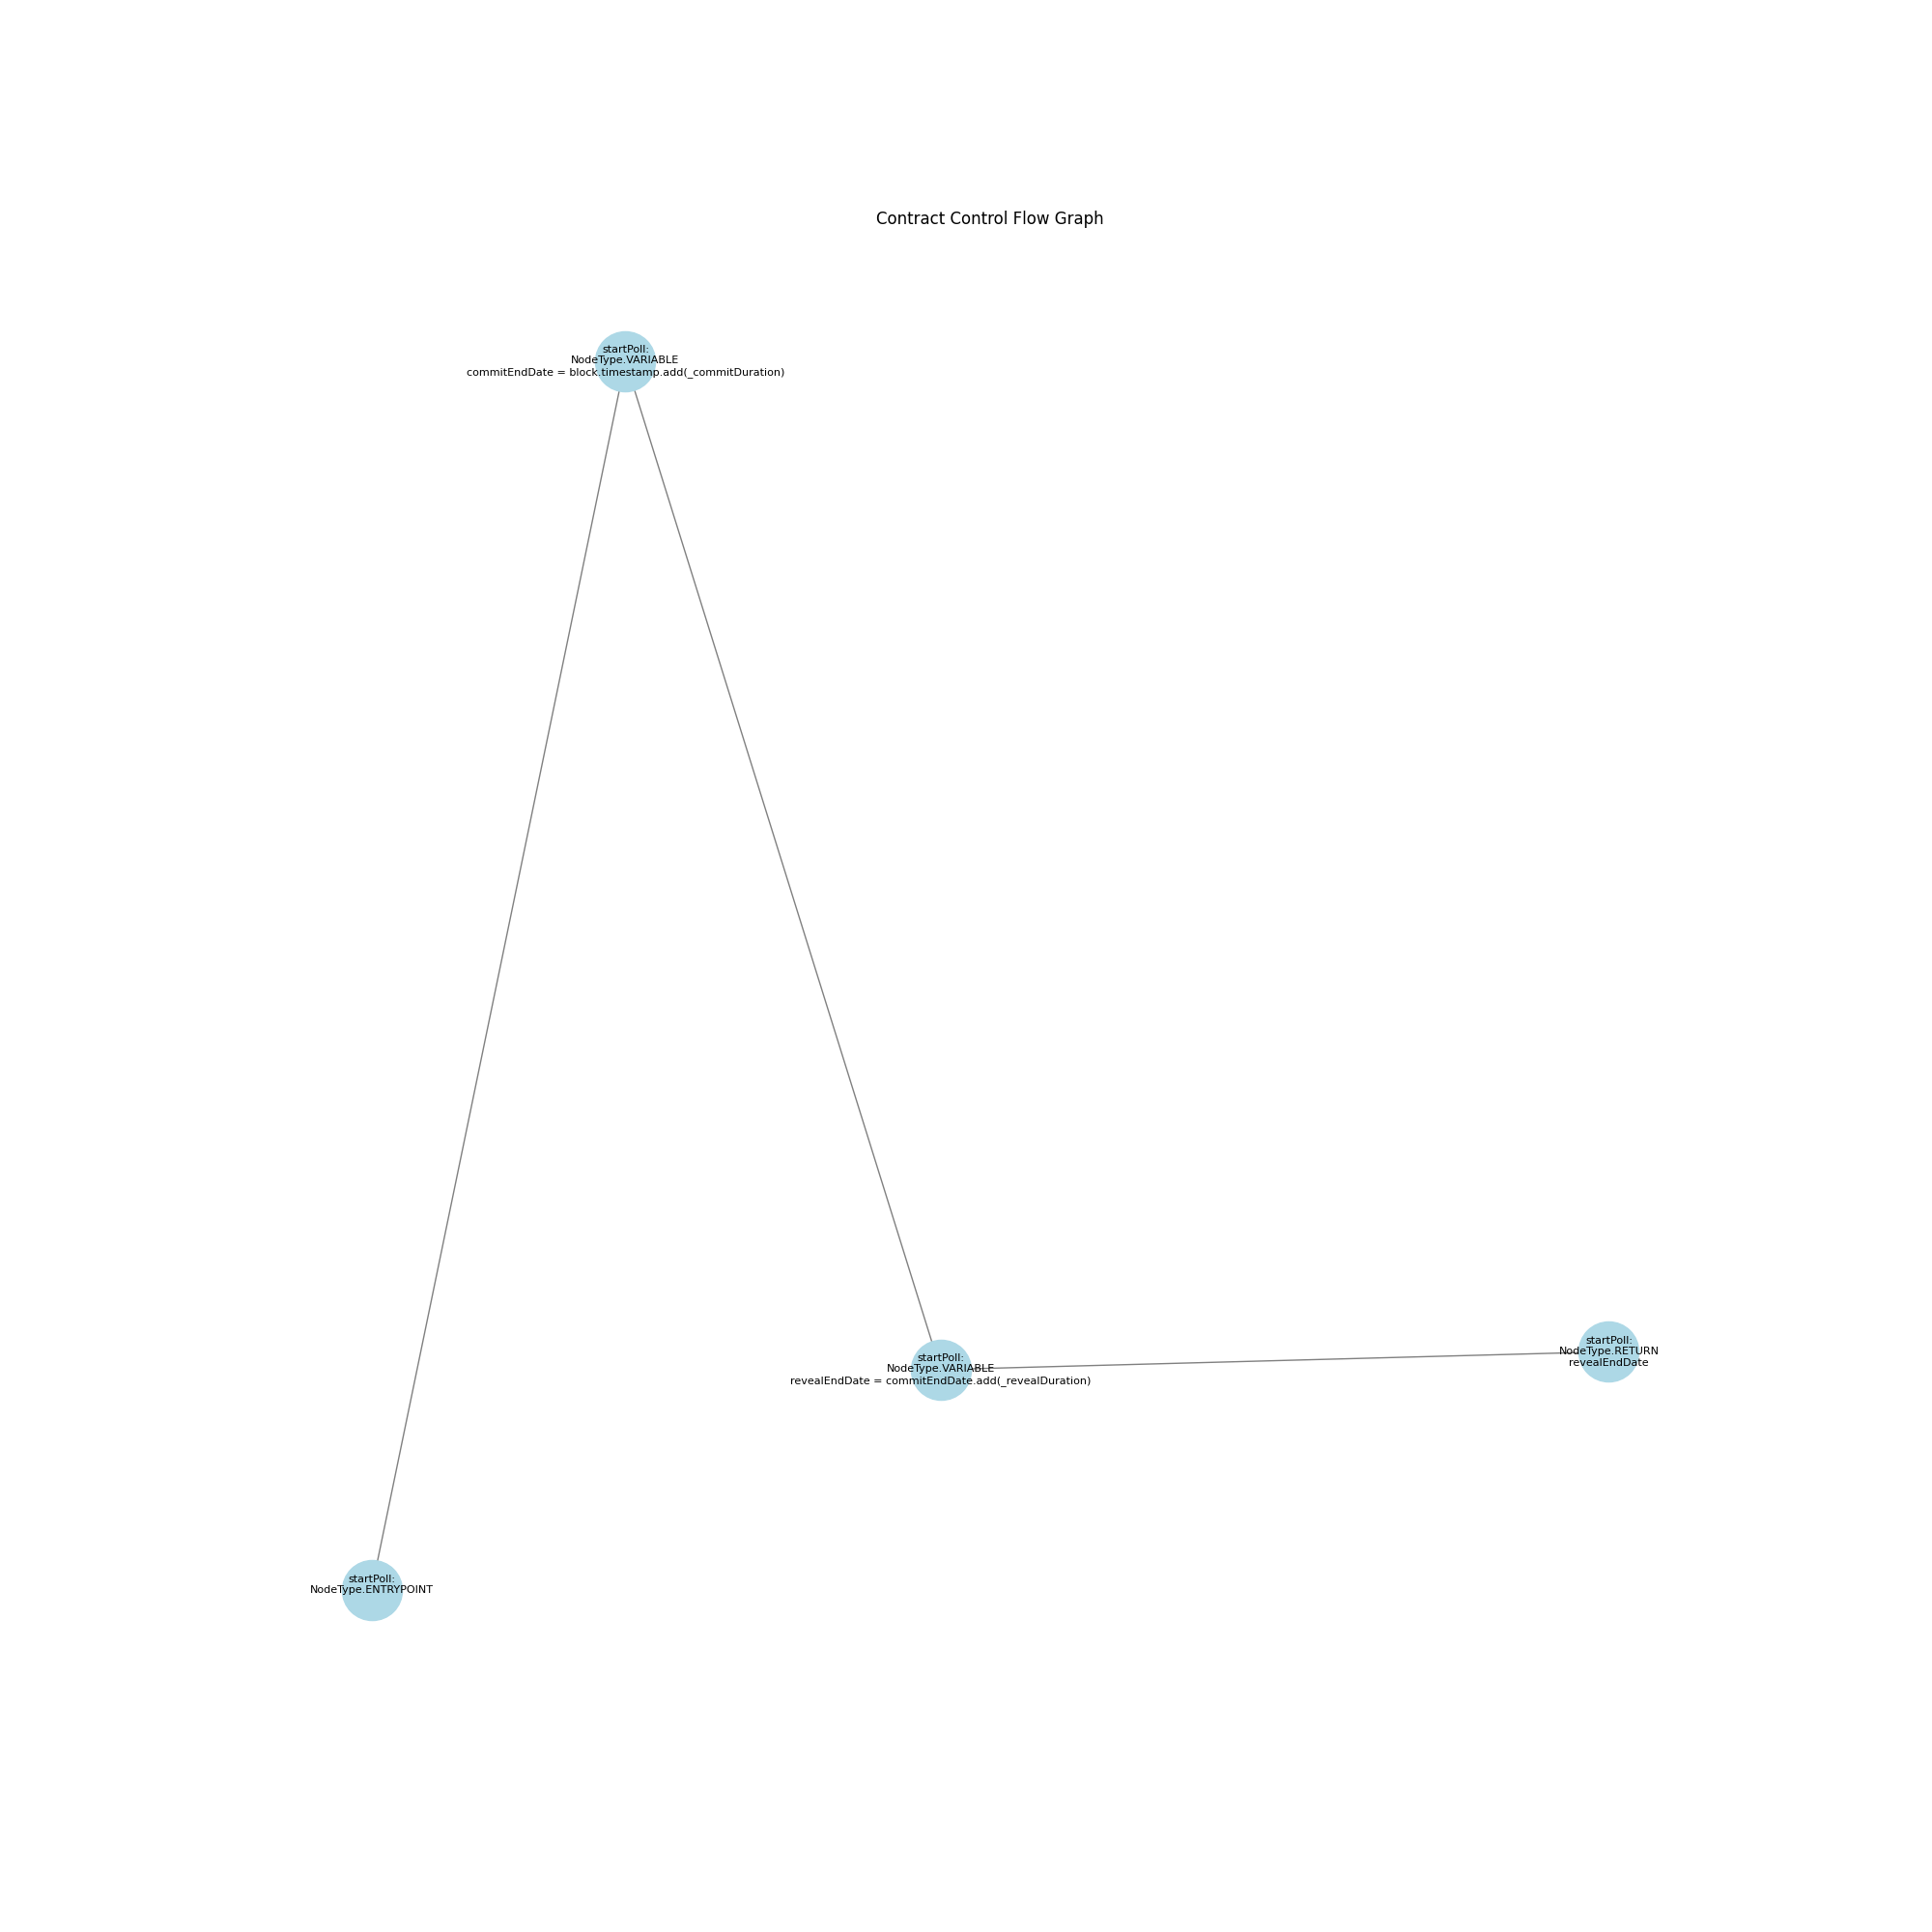 Contract Control Flow Graph
startPoll:
NodeType.VARIABLE
commitEndDate = block.timestamp.add(_commitDuration)
startPoll:
NodeType.VARIABLE
revealEndDate = commitEndDate.add(_revealDuration)
startPoll:
NodeType.RETURN
revealEndDate
startPoll:
NodeType.ENTRYPOINT